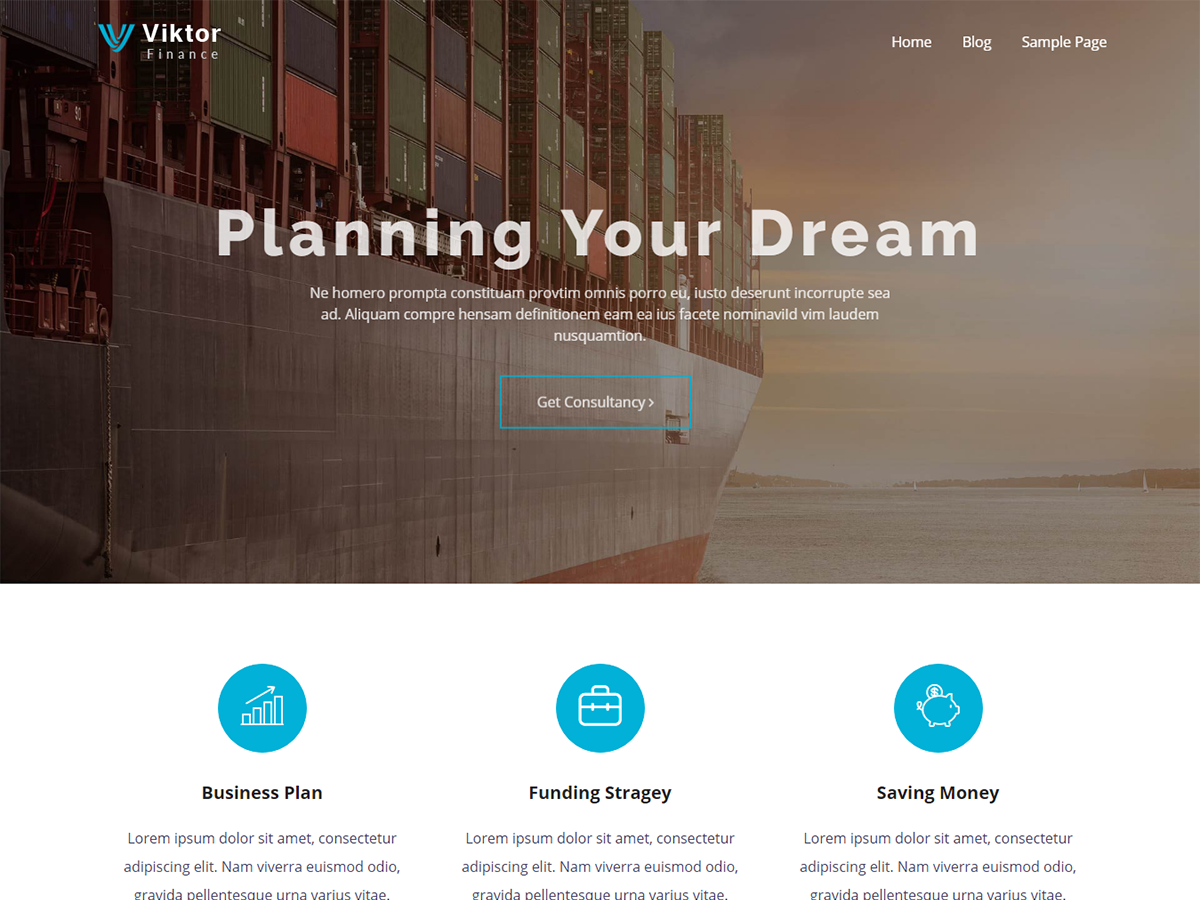 Viktor
Finance
Home Blog Sample Page
Planning Your Dream
Ne homero prompta constituam provtim omnis porro eu, iusto deserunt incorrupte sea
ad. Aliquam compre hensam definitionem eam ea ius facete nominavild vim laudem
nusquamtion.
Get Consultancy ›
Business Plan
Lorem ipsum dolor sit amet, consectetur
adipiscing elit. Nam viverra euismod odio,
gravida pellentesque urna varius vitae.
Funding Stragey
Lorem ipsum dolor sit amet, consectetur
adipiscing elit. Nam viverra euismod odio,
gravida pellentesque urna varius vitae.
Saving Money
Lorem ipsum dolor sit amet, consectetur
adipiscing elit. Nam viverra euismod odio,
gravida pellentesque urna varius vitae.